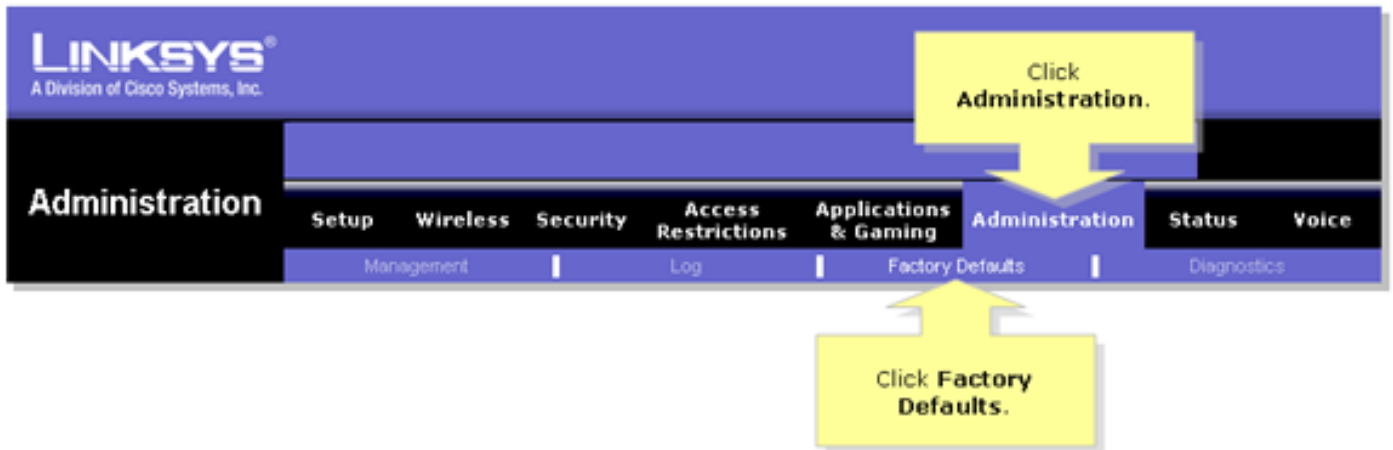 LINKSYS®
A Division of Cisco Systems, Inc.
Click
Administration.
Administration
Setup
Wireless
Security
Access
Restrictions
Applications
& Gaming
Administration
Status
Voice
Management
Log
Factory Defaults
Diagnostics
Click Factory
Defaults.